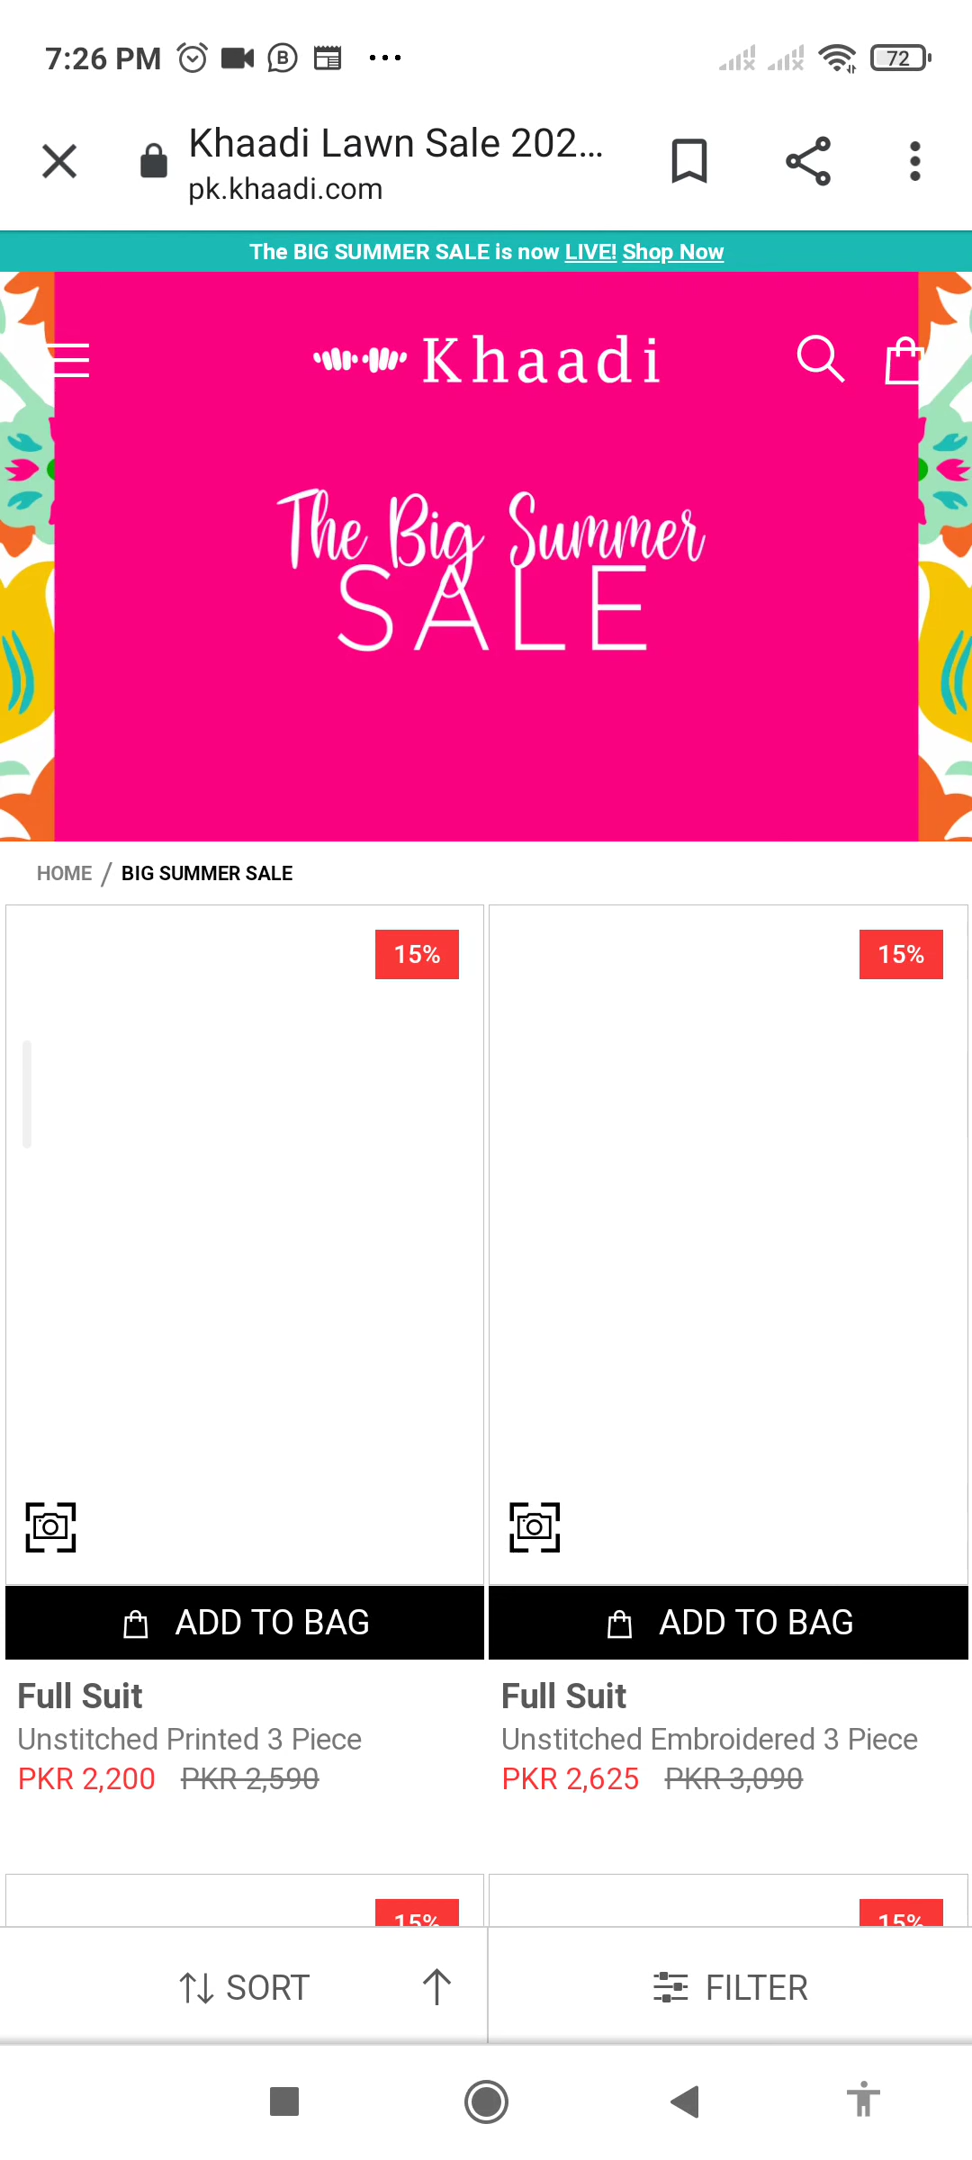 7:26 PM
72
Khaadi Lawn Sale 202...
pk.khaadi.com
The BIG SUMMER SALE is now LIVE! Shop Now
Khaadi
The Big Summer
SALE
HOME / BIG SUMMER SALE
15%
15%
ADD TO BAG
ADD TO BAG
Full Suit
Unstitched Printed 3 Piece
PKR 2,200 PKR 2,590
Full Suit
Unstitched Embroidered 3 Piece
PKR 2,625 PKR 3,090
15%
15%
SORT
FILTER